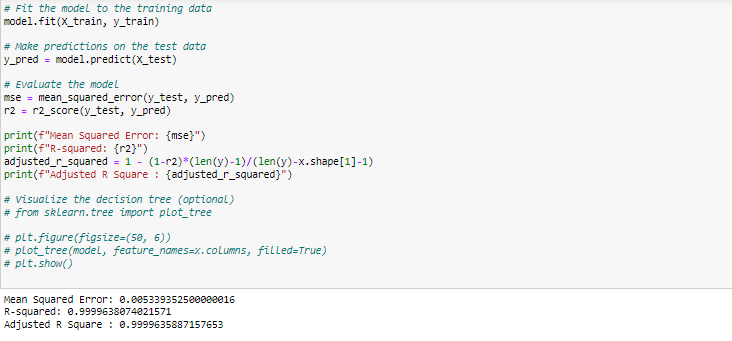 # Fit the model to the training data
model.fit(X_train, y_train)
# Make predictions on the test data
y_pred = model.predict(X_test)
# Evaluate the model
mse = mean_squared_error(y_test, y_pred)
r2 = r2_score(y_test, y_pred)
print(f"Mean Squared Error: {mse}")
print(f"R-squared: {r2}")
adjusted_r_squared = 1 - (1-r2)*(len(y)-1)/(len(y)-x.shape[1]-1)
print(f"Adjusted R Square : {adjusted_r_squared}")
# Visualize the decision tree (optional)
# from sklearn.tree import plot_tree
# plt.figure(figsize=(50, 6))
# plot_tree(model, feature_names=x.columns, filled=True)
# plt.show()
Mean Squared Error: 0.005339352500000016
R-squared: 0.9999638074021571
Adjusted R Square : 0.9999635887157653